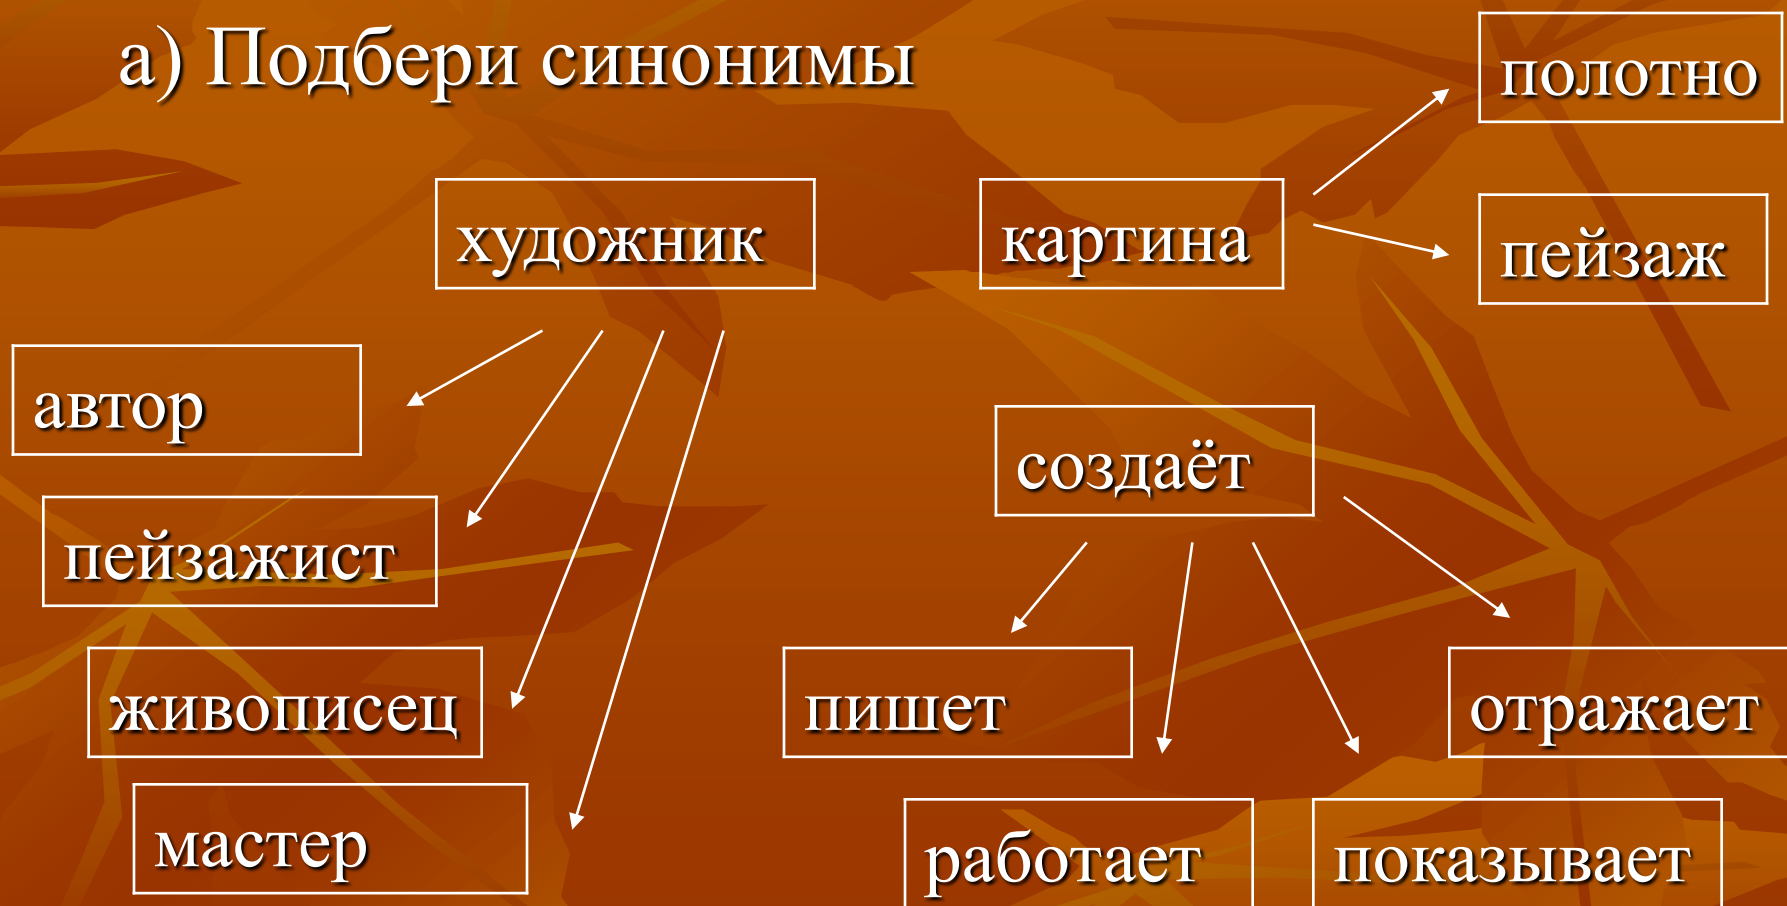 а) Подбери синонимы
полотно
художник
картина
пейзаж
автор
создаёт
пейзажист
живописец
пишет
отражает
мастер
работает
показывает